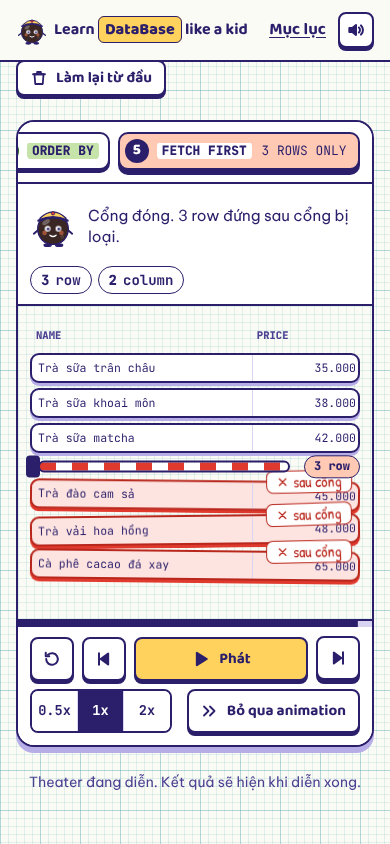 Learn DataBase like a kid
Mục lục
Làm lại từ đầu
ORDER BY
5 FETCH FIRST 3 ROWS ONLY
Cổng đóng. 3 row đứng sau cổng bị
loại.
3 row
2 column
NAME PRICE
Trà sữa trân châu 35.000
Trà sữa khoai môn 38.000
Trà sữa matcha 42.000
3 row
sau cổng
Trà đào cam sả 45.000
sau cổng
Trà vải hoa hồng 48.000
sau cổng
Cà phê cacao đá xay 65.000
Phát
0.5x 1x 2x
Bỏ qua animation
Theater đang diễn. Kết quả sẽ hiện khi diễn xong.